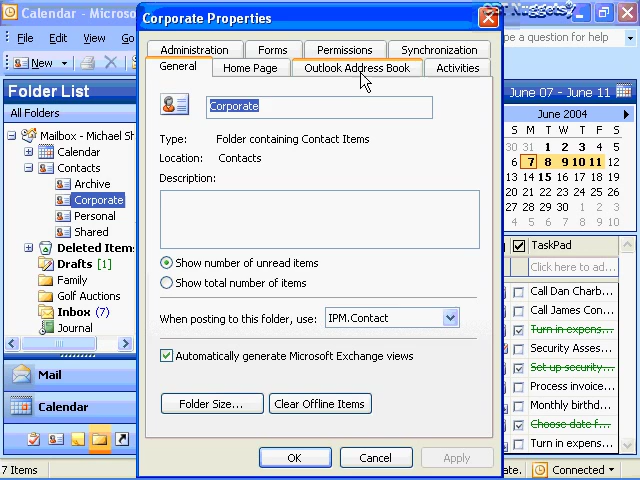 Calendar - Microso
Corporate Properties
CBT Nuggets
File Edit View Go
pe a question for help
New
Administration Forms Permissions Synchronization
General Home Page Outlook Address Book Activities
Folder List
All Folders
Mailbox - Michael Sh
Calendar
Contacts
Archive
Corporate
Personal
Shared
Deleted Items
Drafts [1]
Family
Golf Auctions
Inbox (7)
Journal
Mail
Calendar
7 Items
Corporate
Type: Folder containing Contact Items
Location: Contacts
Description:
Show number of unread items
Show total number of items
When posting to this folder, use: IPM.Contact
Automatically generate Microsoft Exchange views
Folder Size... Clear Offline Items
OK Cancel Apply
June 07 - June 11
June 2004
S M T W T F S
30 31 1 2 3 4 5
6 7 8 9 10 11 12
13 14 15 16 17 18 19
20 21 22 23 24 25 26
27 28 29 30 1 2 3
4 5 6 7 8 9 10
TaskPad
Click here to ad...
Call Dan Charb...
Call James Con...
Turn in expens...
Security Asses...
Set up security...
Process invoice...
Monthly birthd...
Choose date f...
Turn in expens...
ate. Connected